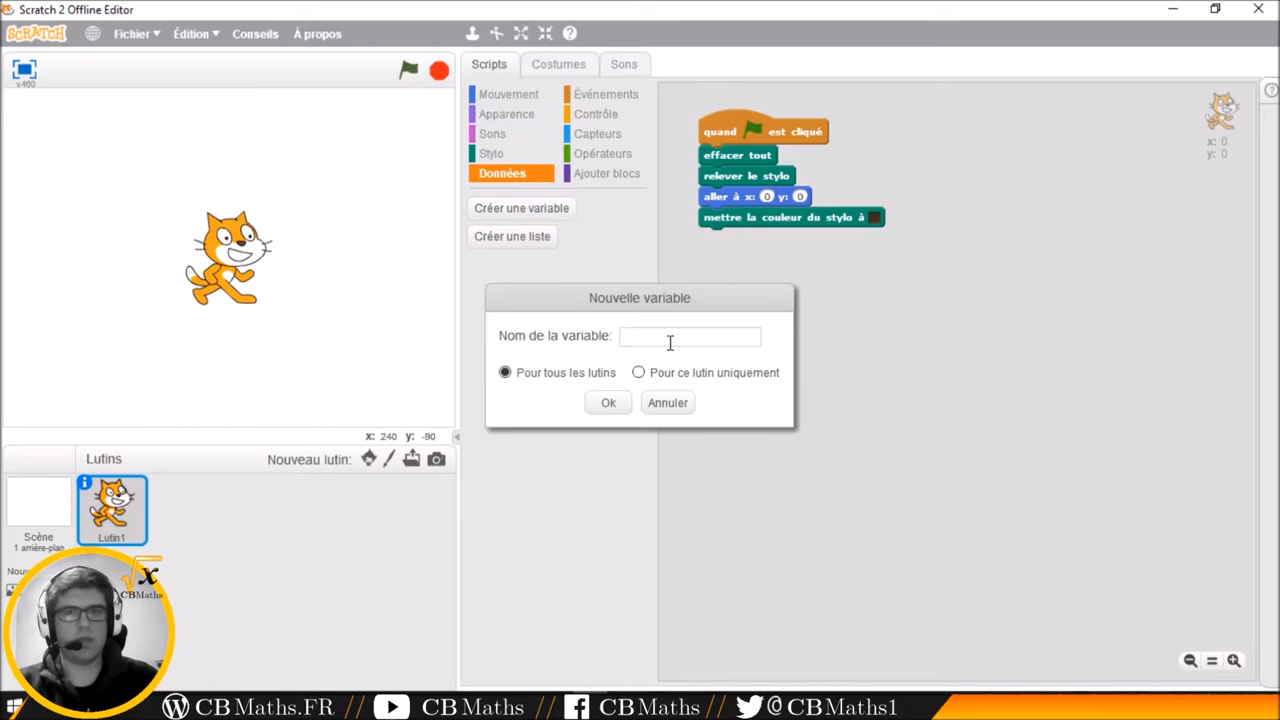 Scratch 2 Offline Editor
SCRATCH Fichier Édition Conseils À propos
v460
Scripts Costumes Sons
Mouvement Événements
Apparence Contrôle
Sons Capteurs
Stylo Opérateurs
Données Ajouter blocs
Créer une variable
Créer une liste
quand est cliqué
effacer tout
relever le stylo
aller à x: 0 y: 0
mettre la couleur du stylo à
x: 0
y: 0
Nouvelle variable
Nom de la variable:
Pour tous les lutins Pour ce lutin uniquement
Ok Annuler
x: 240 y: -90
Lutins Nouveau lutin:
Scène
1 arrière-plan
Lutin1
√x
CBMaths
CBMaths.FR // CBMaths // CBMaths // @CBMaths1